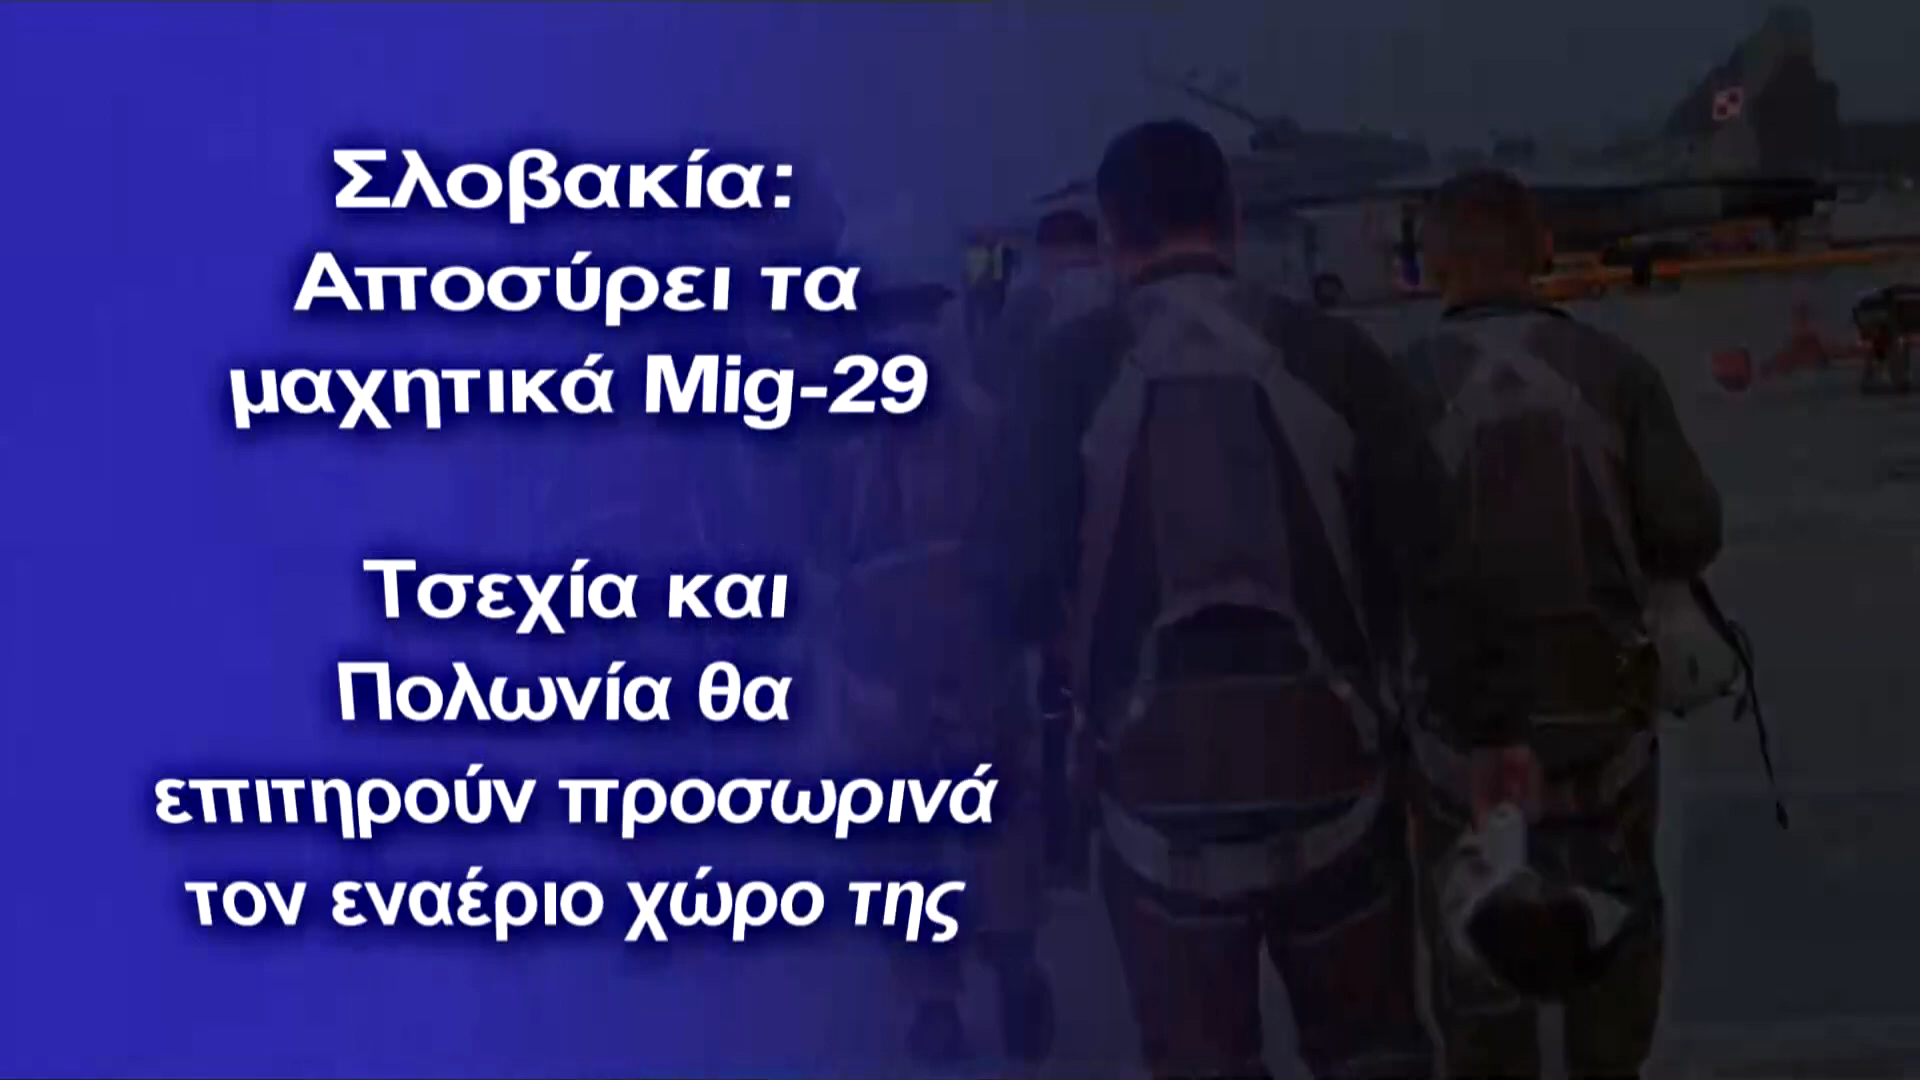 Σλοβακία:
Αποσύρει τα
μαχητικά Mig-29
Τσεχία και
Πολωνία θα
επιτηρούν προσωρινά
τον εναέριο χώρο της